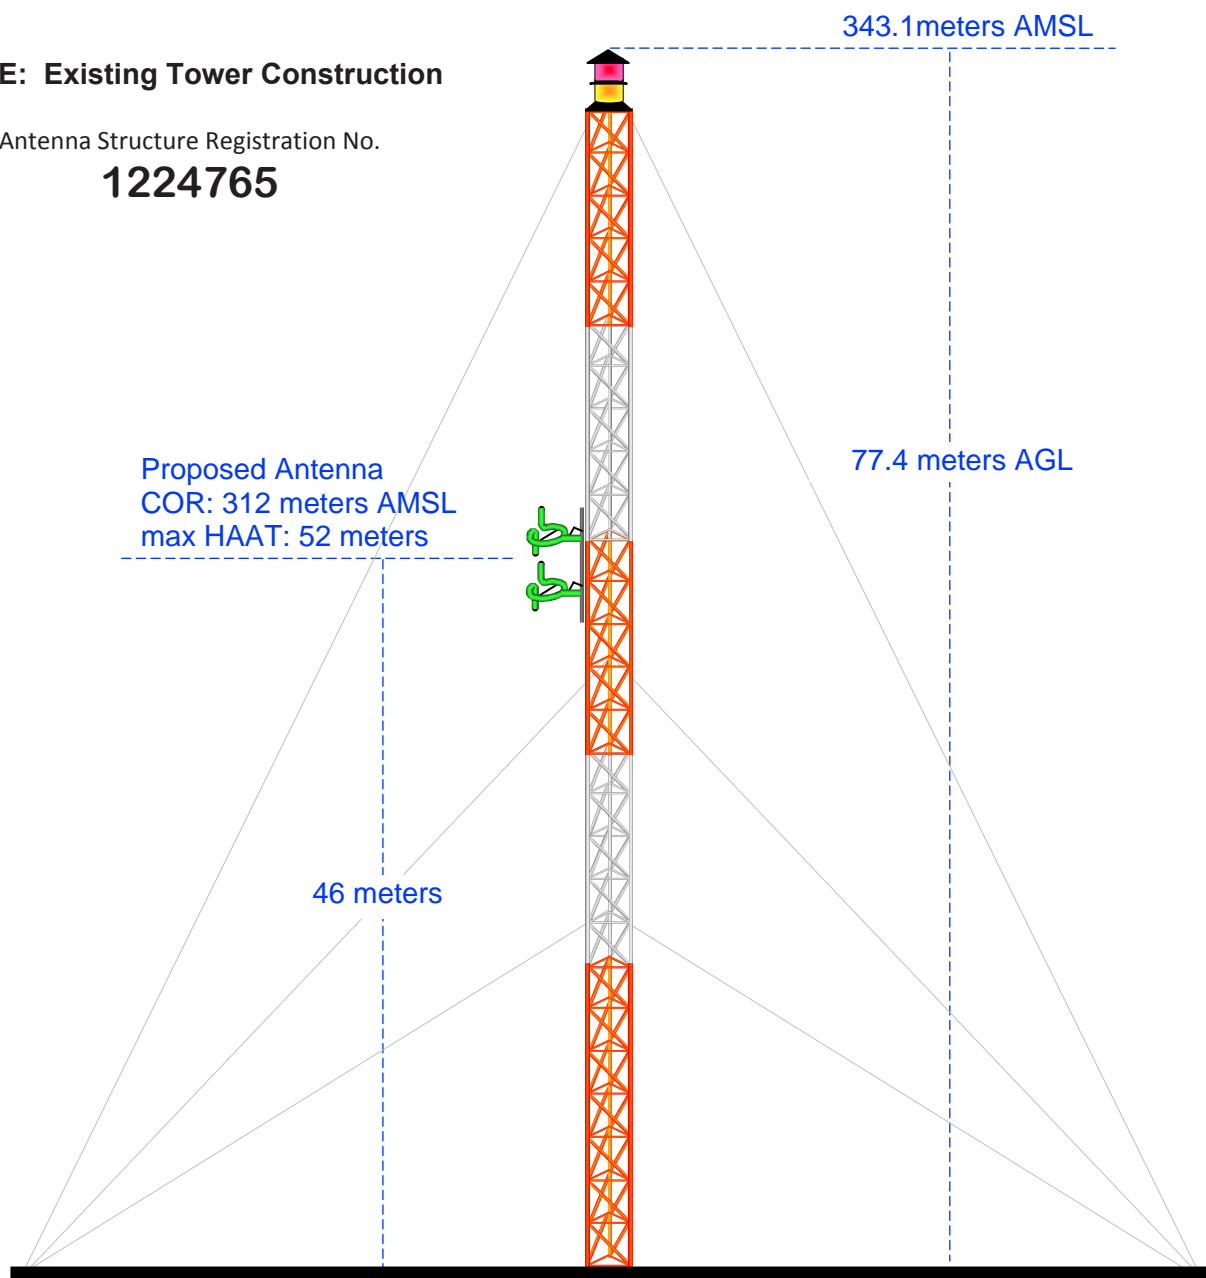 343.1meters AMSL
E: Existing Tower Construction
Antenna Structure Registration No.
1224765
77.4 meters AGL
Proposed Antenna
COR: 312 meters AMSL
max HAAT: 52 meters
46 meters